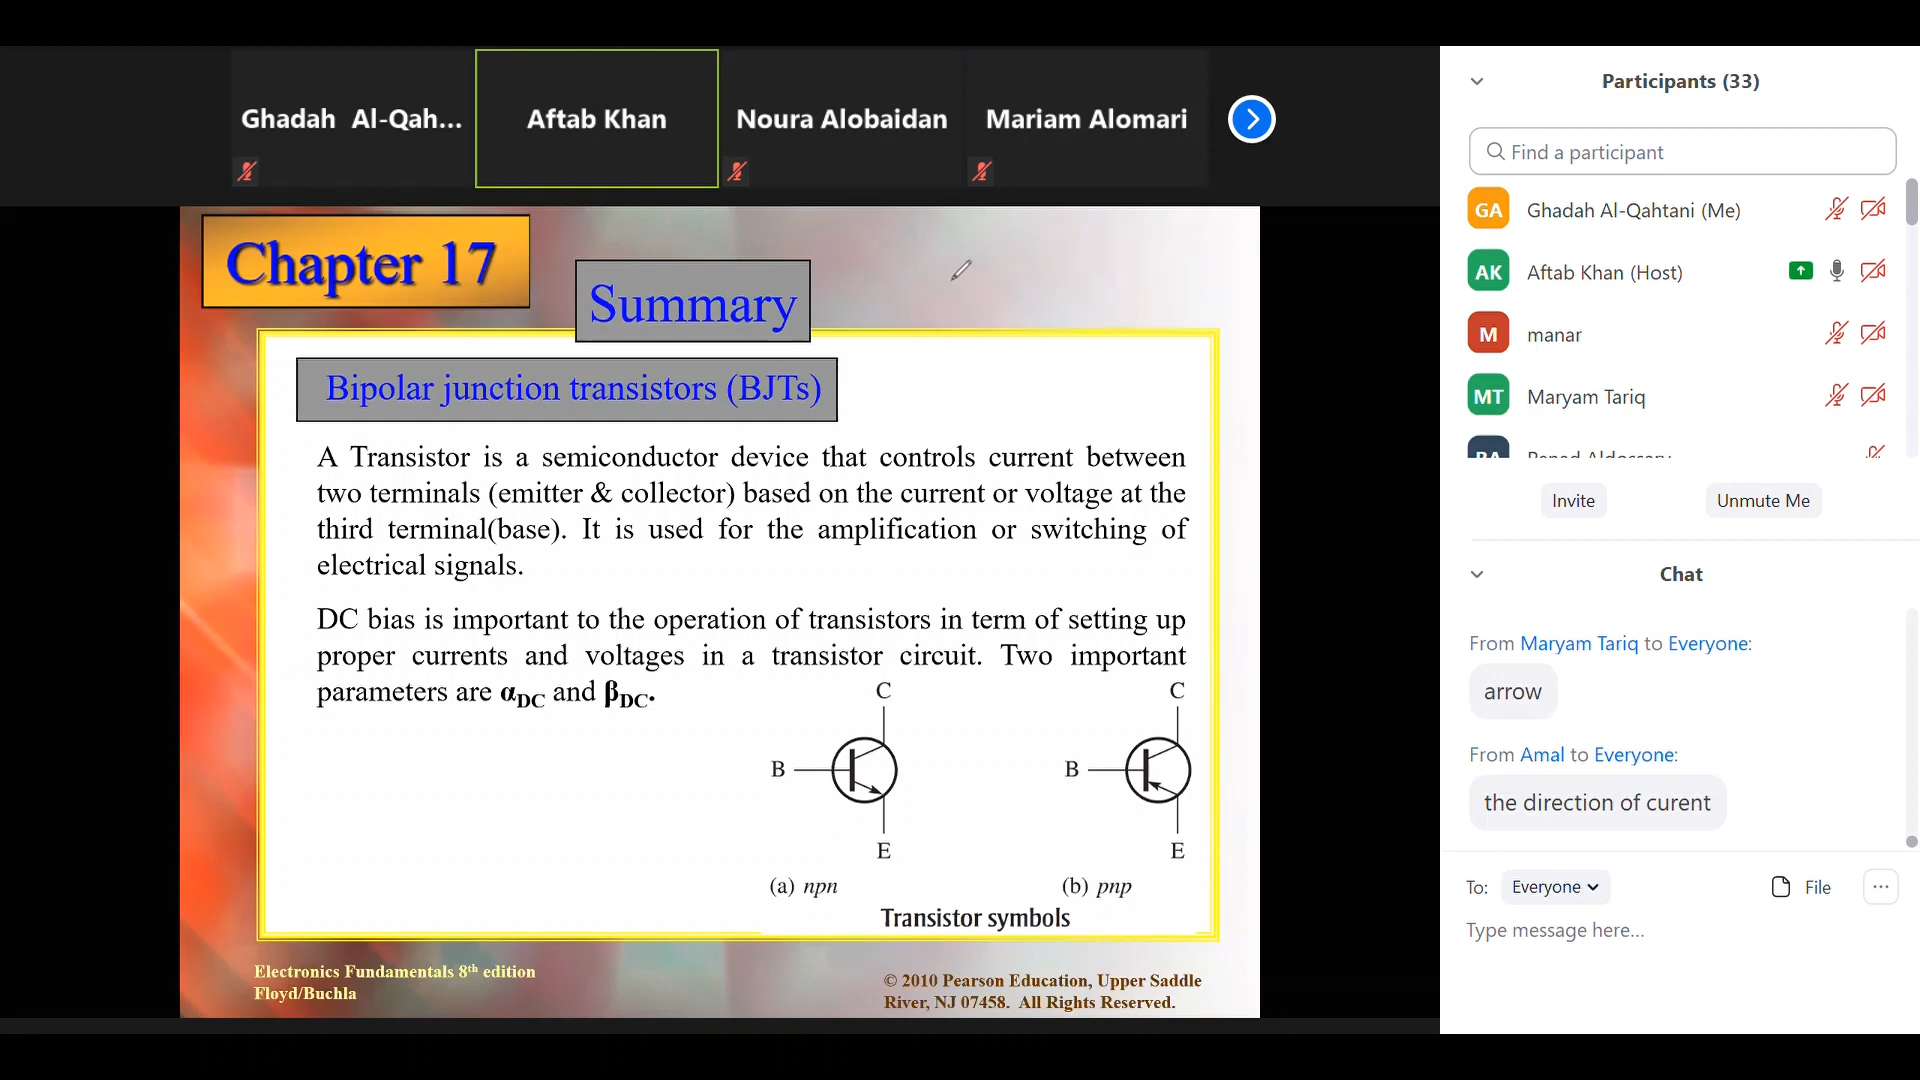 Ghadah Al-Qah...
Aftab Khan
Noura Alobaidan
Mariam Alomari
Chapter 17
Summary
Bipolar junction transistors (BJTs)
A Transistor is a semiconductor device that controls current between
two terminals (emitter & collector) based on the current or voltage at the
third terminal(base). It is used for the amplification or switching of
electrical signals.
DC bias is important to the operation of transistors in term of setting up
proper currents and voltages in a transistor circuit. Two important
parameters are αDC and βDC.
C
C
B
B
E
E
(a) npn
(b) pnp
Transistor symbols
Electronics Fundamentals 8th edition
Floyd/Buchla
© 2010 Pearson Education, Upper Saddle
River, NJ 07458. All Rights Reserved.
Participants (33)
Find a participant
GA Ghadah Al-Qahtani (Me)
AK Aftab Khan (Host)
M manar
MT Maryam Tariq
Invite
Unmute Me
Chat
From Maryam Tariq to Everyone:
arrow
From Amal to Everyone:
the direction of curent
To: Everyone
File
...
Type message here...